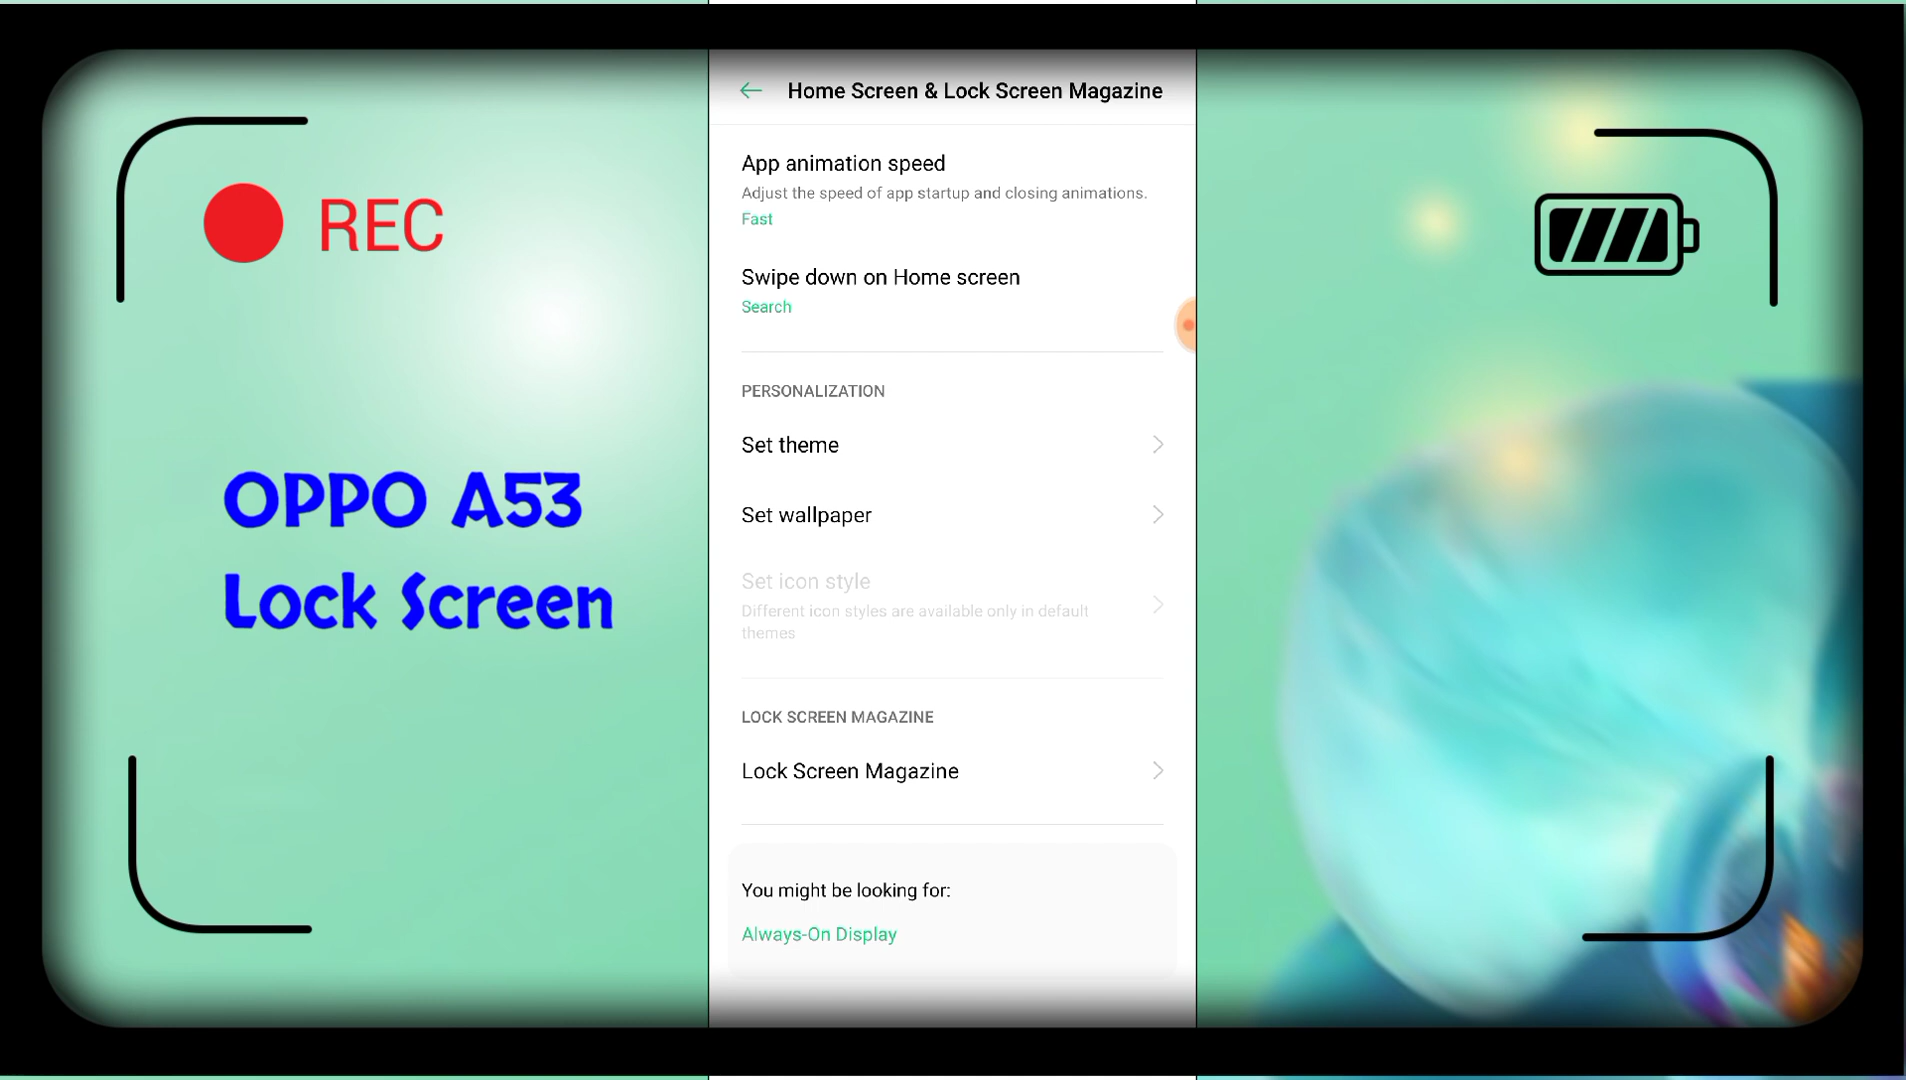 Home Screen & Lock Screen Magazine
REC
App animation speed
Adjust the speed of app startup and closing animations.
Fast
Swipe down on Home screen
Search
PERSONALIZATION
Set theme
OPPO A53
Lock Screen
Set wallpaper
Set icon style
Different icon styles are available only in default
themes
LOCK SCREEN MAGAZINE
Lock Screen Magazine
You might be looking for:
Always-On Display